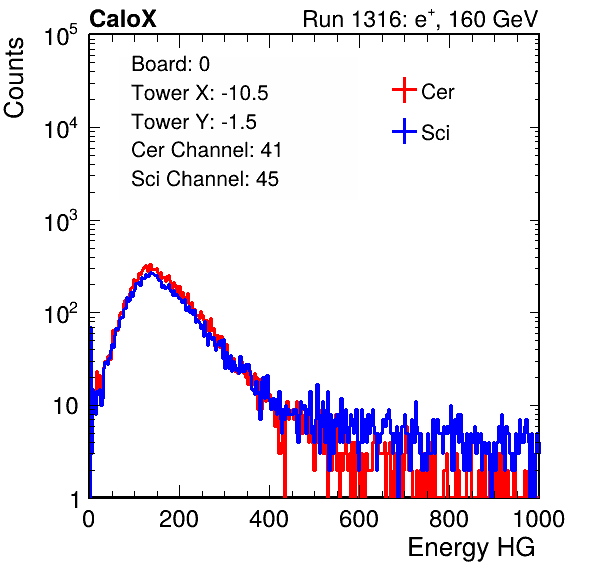 CaloX Run 1316: e⁺, 160 GeV
Board: 0
Tower X: -10.5
Tower Y: -1.5
Cer Channel: 41
Sci Channel: 45
Cer
Sci
Counts
10⁵
10⁴
10³
10²
10
1
0 200 400 600 800 1000
Energy HG